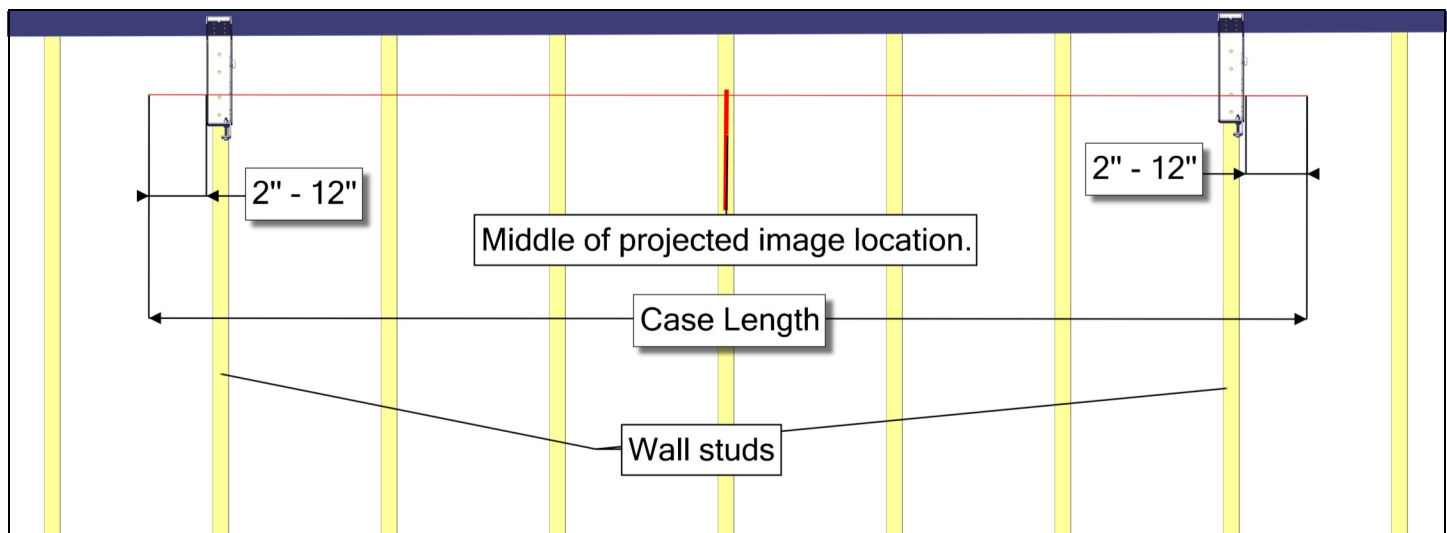 2" - 12"
2" - 12"
Middle of projected image location.
Case Length
Wall studs